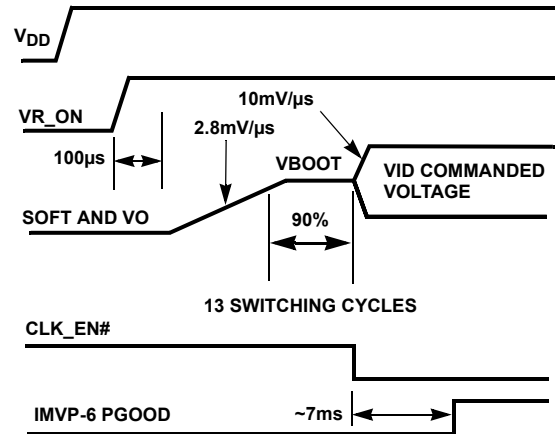 VDD
VR_ON
10mV/µs
2.8mV/µs
100µs
VBOOT
VID COMMANDED
VOLTAGE
SOFT AND VO
90%
13 SWITCHING CYCLES
CLK_EN#
IMVP-6 PGOOD
~7ms